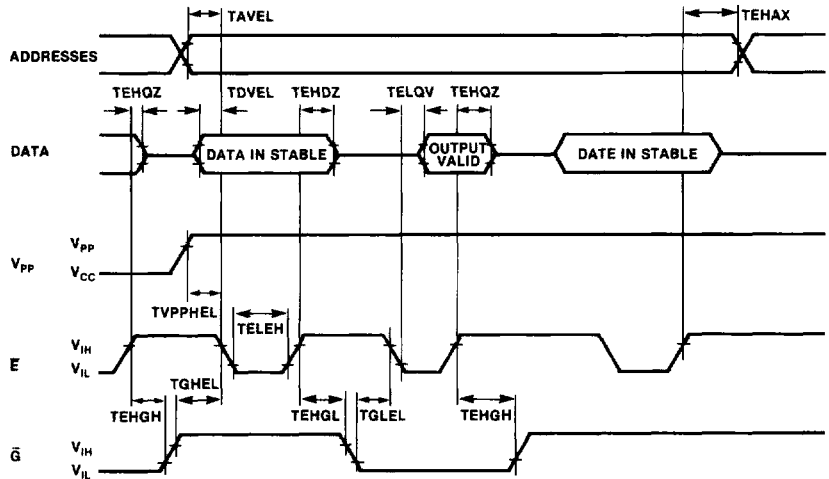 TAVEL
TEHAX
ADDRESSES
TEHQZ
TDVEL
TEHDZ
TELQV
TEHQZ
DATA
DATA IN STABLE
OUTPUT
VALID
DATE IN STABLE
VPP
VPP
VCC
TVPPHEL
TELEH
E̅
VIH
VIL
TGHEL
TEHGH
TEHGL
TGLEL
TEHGH
G̅
VIH
VIL